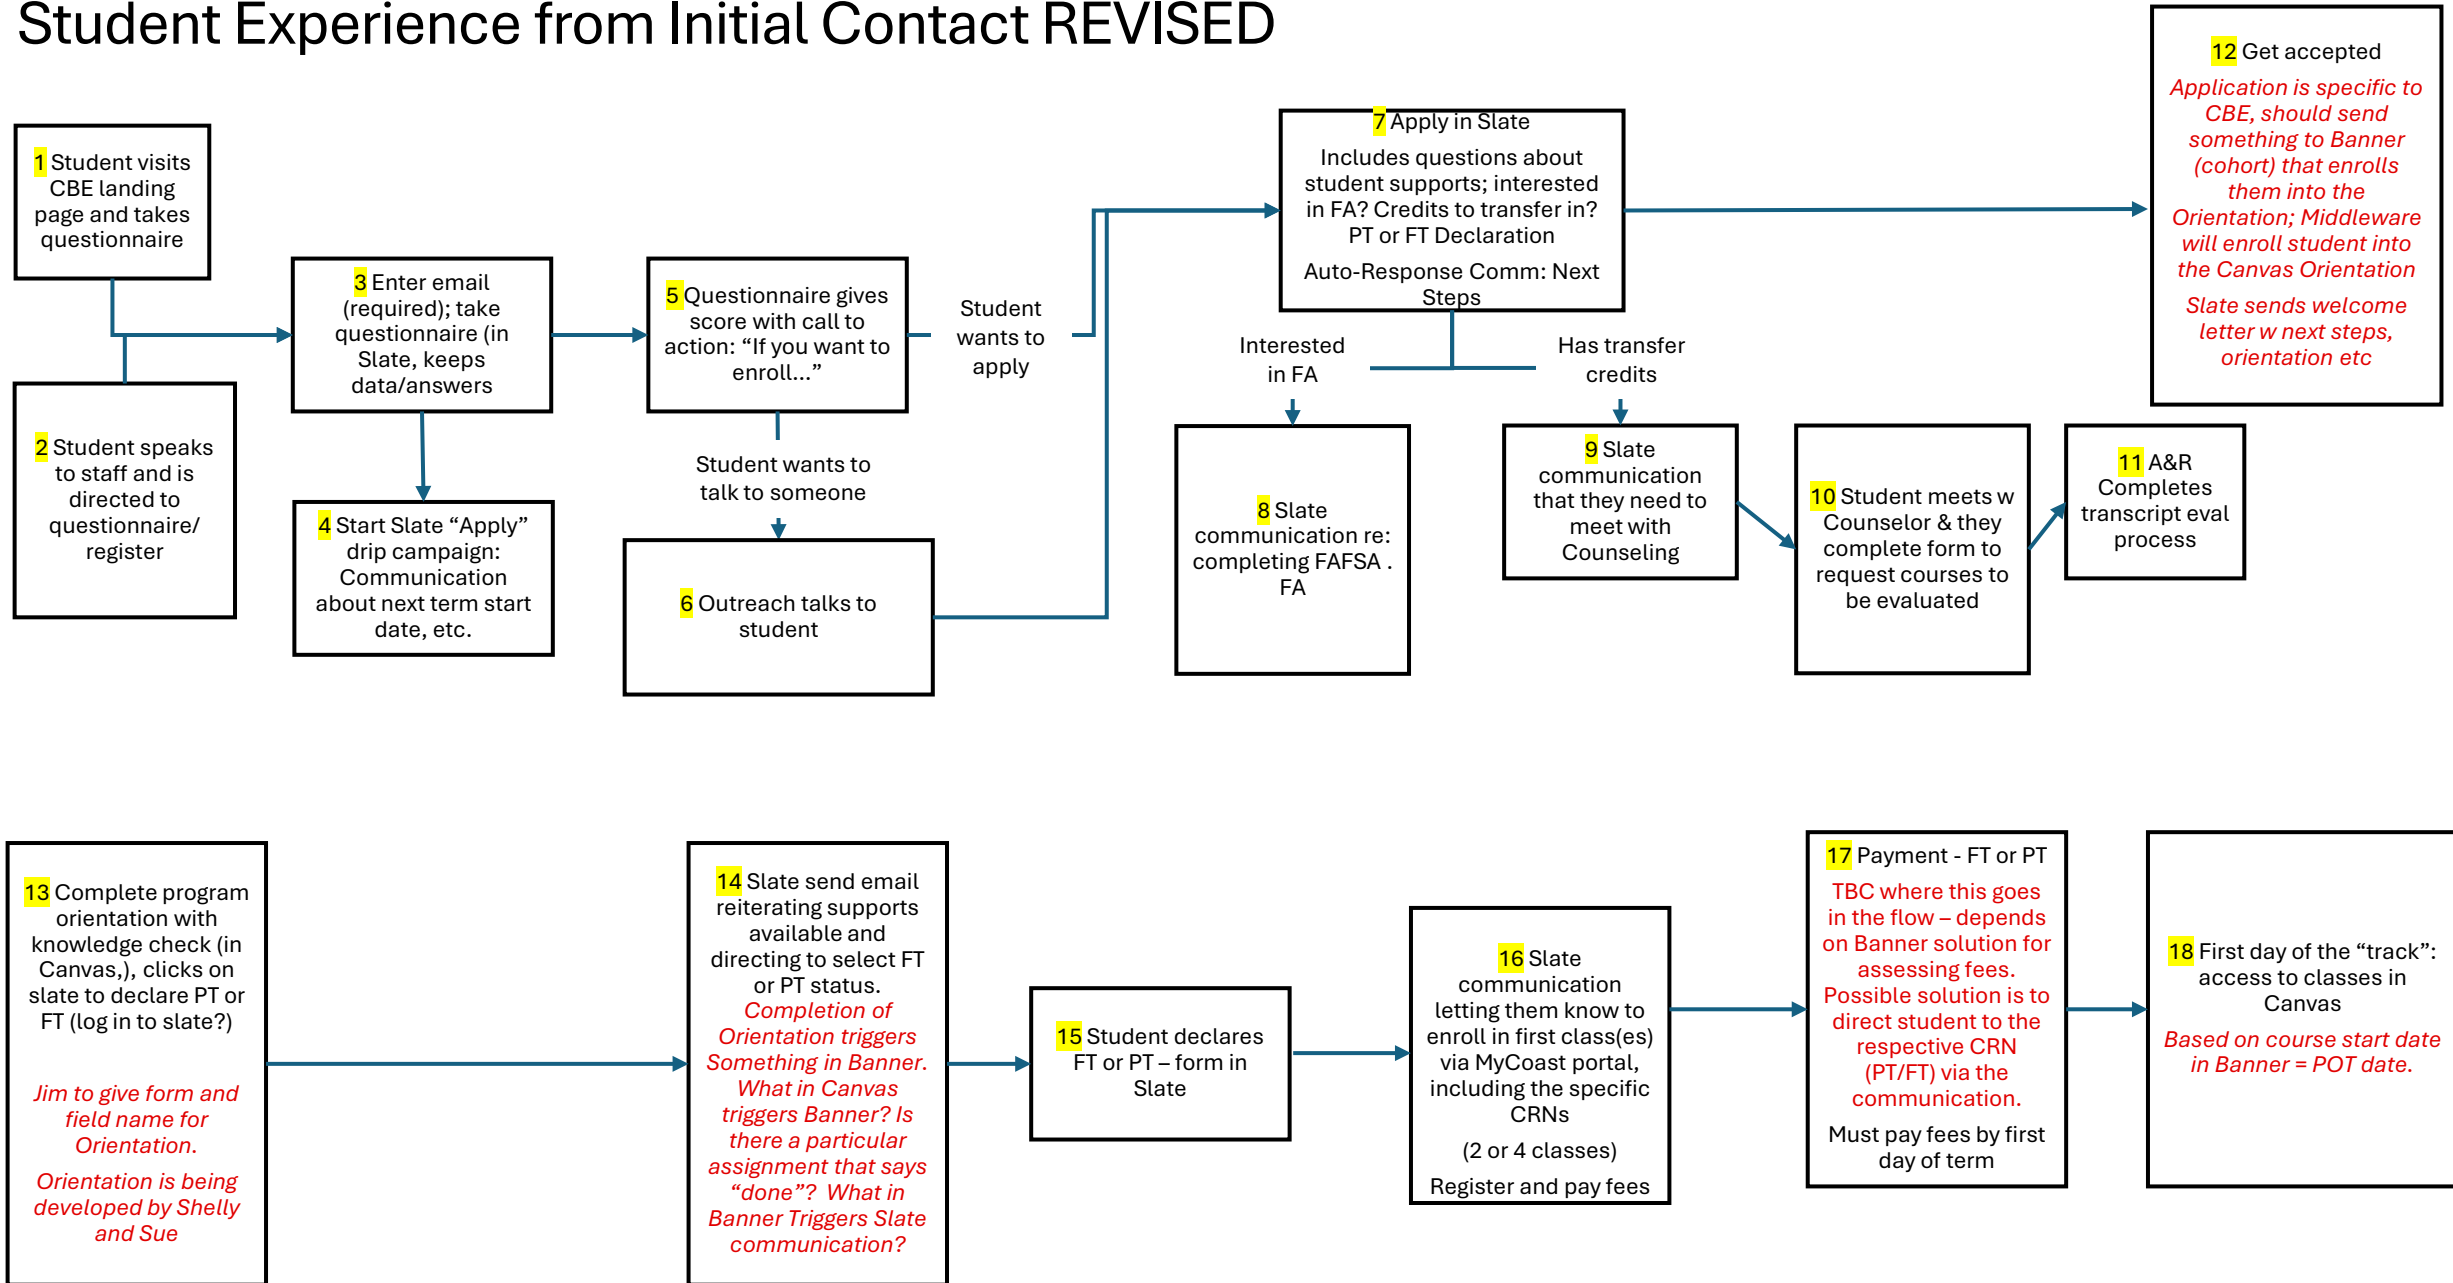 Student Experience from Initial Contact REVISED
1 Student visits
CBE landing
page and takes
questionnaire
2 Student speaks
to staff and is
directed to
questionnaire/
register
3 Enter email
(required); take
questionnaire (in
Slate, keeps
data/answers
4 Start Slate “Apply”
drip campaign:
Communication
about next term start
date, etc.
5 Questionnaire gives
score with call to
action: “If you want to
enroll...”
Student
wants to
apply
Student wants to
talk to someone
6 Outreach talks to
student
7 Apply in Slate
Includes questions about
student supports; interested
in FA? Credits to transfer in?
PT or FT Declaration
Auto-Response Comm: Next
Steps
Interested
in FA
Has transfer
credits
8 Slate
communication re:
completing FAFSA .
FA
9 Slate
communication
that they need to
meet with
Counseling
10 Student meets w
Counselor & they
complete form to
request courses to
be evaluated
11 A&R
Completes
transcript eval
process
12 Get accepted
Application is specific to
CBE, should send
something to Banner
(cohort) that enrolls
them into the
Orientation; Middleware
will enroll student into
the Canvas Orientation
Slate sends welcome
letter w next steps,
orientation etc
13 Complete program
orientation with
knowledge check (in
Canvas,), clicks on
slate to declare PT or
FT (log in to slate?)
Jim to give form and
field name for
Orientation.
Orientation is being
developed by Shelly
and Sue
14 Slate send email
reiterating supports
available and
directing to select FT
or PT status.
Completion of
Orientation triggers
Something in Banner.
What in Canvas
triggers Banner? Is
there a particular
assignment that says
“done”? What in
Banner Triggers Slate
communication?
15 Student declares
FT or PT – form in
Slate
16 Slate
communication
letting them know to
enroll in first class(es)
via MyCoast portal,
including the specific
CRNs
(2 or 4 classes)
Register and pay fees
17 Payment - FT or PT
TBC where this goes
in the flow – depends
on Banner solution for
assessing fees.
Possible solution is to
direct student to the
respective CRN
(PT/FT) via the
communication.
Must pay fees by first
day of term
18 First day of the “track”:
access to classes in
Canvas
Based on course start date
in Banner = POT date.